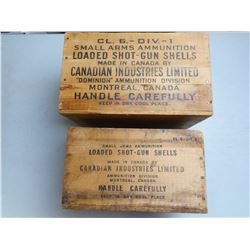 CL. 6.- DIV-1
SMALL ARMS AMMUNITION
LOADED SHOT-GUN SHELLS
MADE IN CANADA BY
CANADIAN INDUSTRIES LIMITED
"DOMINION" AMMUNITION DIVISION
MONTREAL, CANADA
HANDLE CAREFULLY
KEEP IN DRY COOL PLACE.
SMALL ARMS AMMUNITION
LOADED SHOT-GUN SHELLS
MADE IN CANADA BY
CANADIAN INDUSTRIES LIMITED
AMMUNITION DIVISION
MONTREAL, CANADA
HANDLE CAREFULLY
KEEP IN DRY COOL PLACE